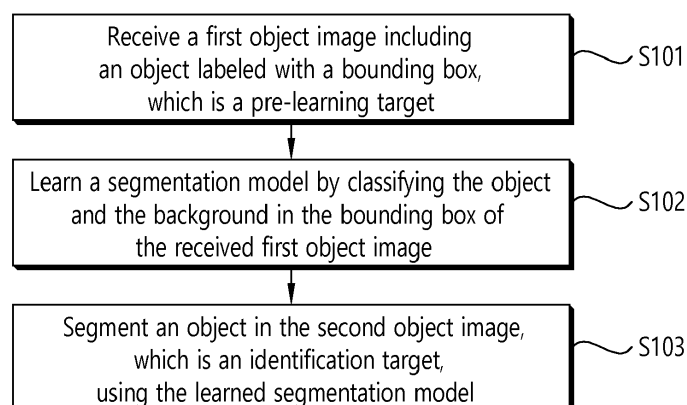 Receive a first object image including
an object labeled with a bounding box,
which is a pre-learning target
S101
Learn a segmentation model by classifying the object
and the background in the bounding box of
the received first object image
S102
Segment an object in the second object image,
which is an identification target,
using the learned segmentation model
S103